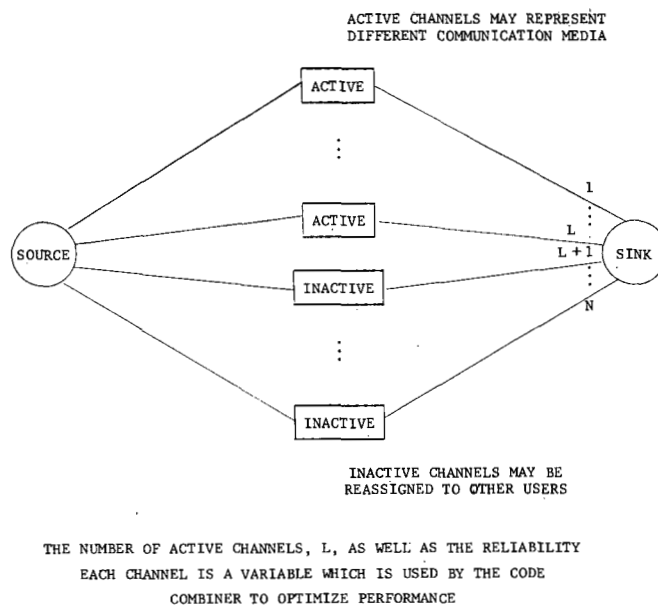 ACTIVE CHANNELS MAY REPRESENT
DIFFERENT COMMUNICATION MEDIA
ACTIVE
1
ACTIVE
L
SOURCE
L + 1
SINK
INACTIVE
N
INACTIVE
INACTIVE CHANNELS MAY BE
REASSIGNED TO OTHER USERS
THE NUMBER OF ACTIVE CHANNELS, L, AS WELL AS THE RELIABILITY
EACH CHANNEL IS A VARIABLE WHICH IS USED BY THE CODE
COMBINER TO OPTIMIZE PERFORMANCE